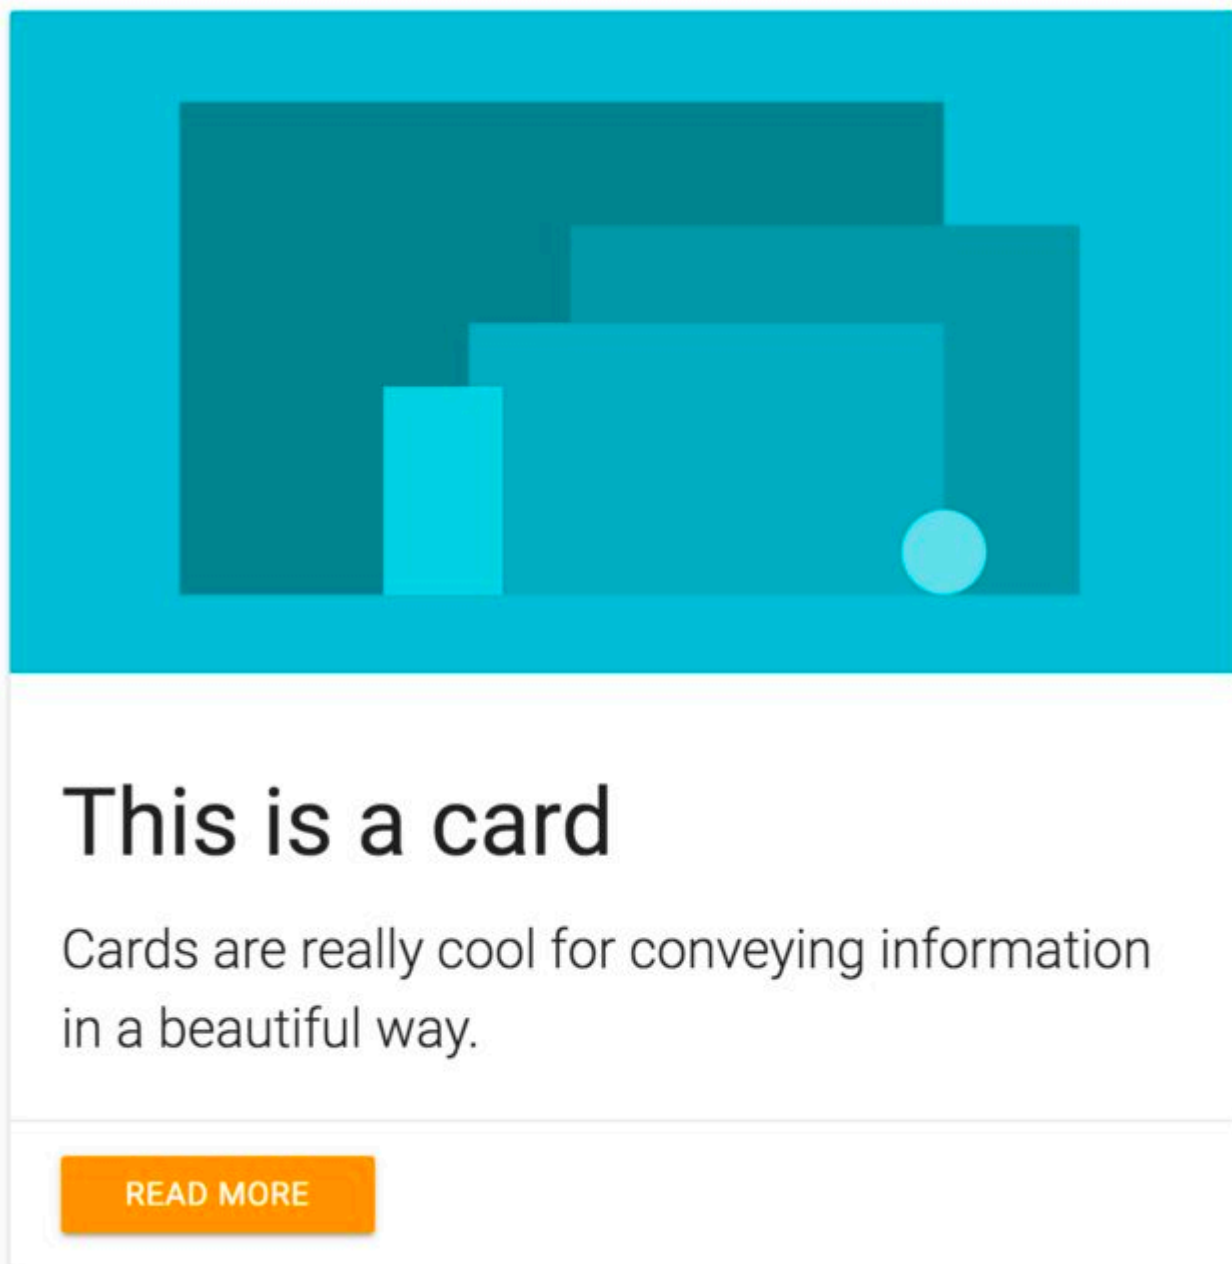 This is a card
Cards are really cool for conveying information
in a beautiful way.
READ MORE